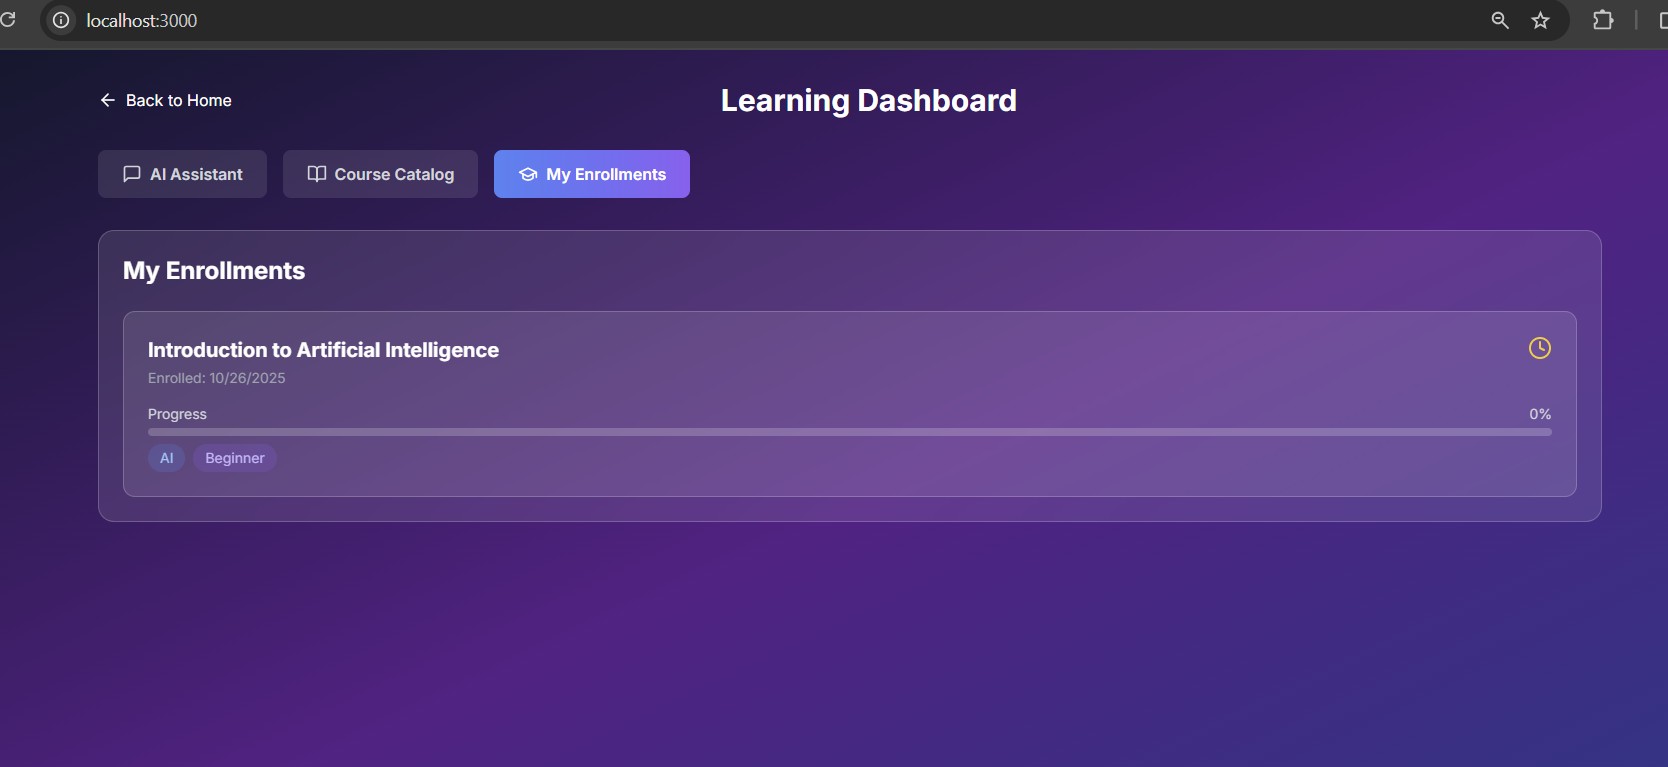 localhost:3000
Back to Home
Learning Dashboard
AI Assistant
Course Catalog
My Enrollments
My Enrollments
Introduction to Artificial Intelligence
Enrolled: 10/26/2025
Progress
0%
AI
Beginner